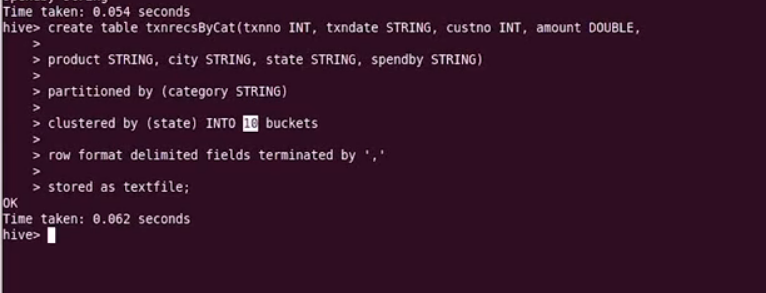 Time taken: 0.054 seconds
hive> create table txnrecsByCat(txnno INT, txndate STRING, custno INT, amount DOUBLE,
>
> product STRING, city STRING, state STRING, spendby STRING)
>
> partitioned by (category STRING)
>
> clustered by (state) INTO 10 buckets
>
> row format delimited fields terminated by ','
>
> stored as textfile;
OK
Time taken: 0.062 seconds
hive>